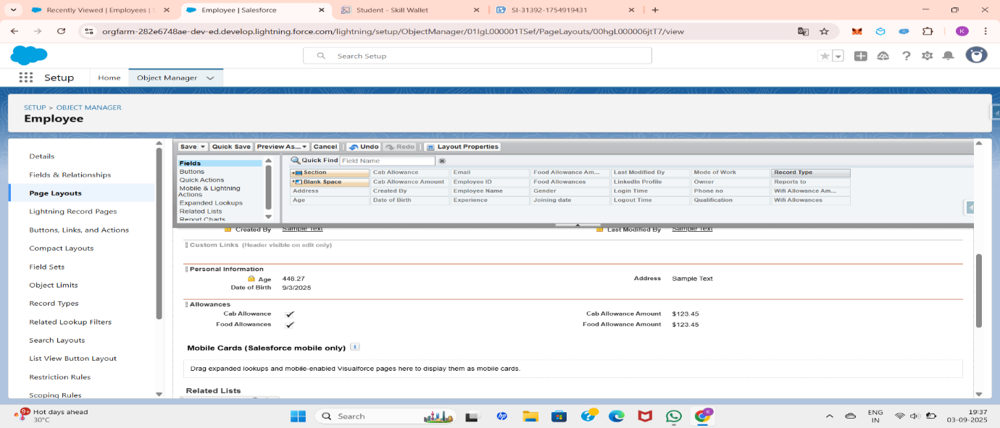 Recently Viewed | Employees | S
Employee | Salesforce
Student - Skill Wallet
SI-31392-1754919431
orgfarm-282e6748ae-dev-ed.develop.lightning.force.com/lightning/setup/ObjectManager/01IgL000001TSef/PageLayouts/00hgL000006jtT7/view
K
Search Setup
Setup
Home
Object Manager
SETUP > OBJECT MANAGER
Employee
Details
Fields & Relationships
Page Layouts
Lightning Record Pages
Buttons, Links, and Actions
Compact Layouts
Field Sets
Object Limits
Record Types
Related Lookup Filters
Search Layouts
List View Button Layout
Restriction Rules
Scoping Rules
Save Quick Save Preview As... Cancel Undo Redo Layout Properties
Fields
Buttons
Quick Actions
Mobile & Lightning
Actions
Expanded Lookups
Related Lists
Report Charts
Quick Find Field Name
Section Cab Allowance Email Food Allowance Am... Last Modified By Mode of Work Record Type
Blank Space Cab Allowance Amount Employee ID Food Allowances LinkedIn Profile Owner Reports to
Address Created By Employee Name Gender Login Time Phone no Wifi Allowance Am...
Age Date of Birth Experience Joining date Logout Time Qualification Wifi Allowances
Created By Sample Text Last Modified By Sample Text
Custom Links (Header visible on edit only)
Personal Information
Age 448.27 Address Sample Text
Date of Birth 9/3/2025
Allowances
Cab Allowance Cab Allowance Amount $123.45
Food Allowances Food Allowance Amount $123.45
Mobile Cards (Salesforce mobile only) i
Drag expanded lookups and mobile-enabled Visualforce pages here to display them as mobile cards.
Related Lists
9+
Hot days ahead
30°C
Search
hp
K
ENG
IN
19:37
03-09-2025